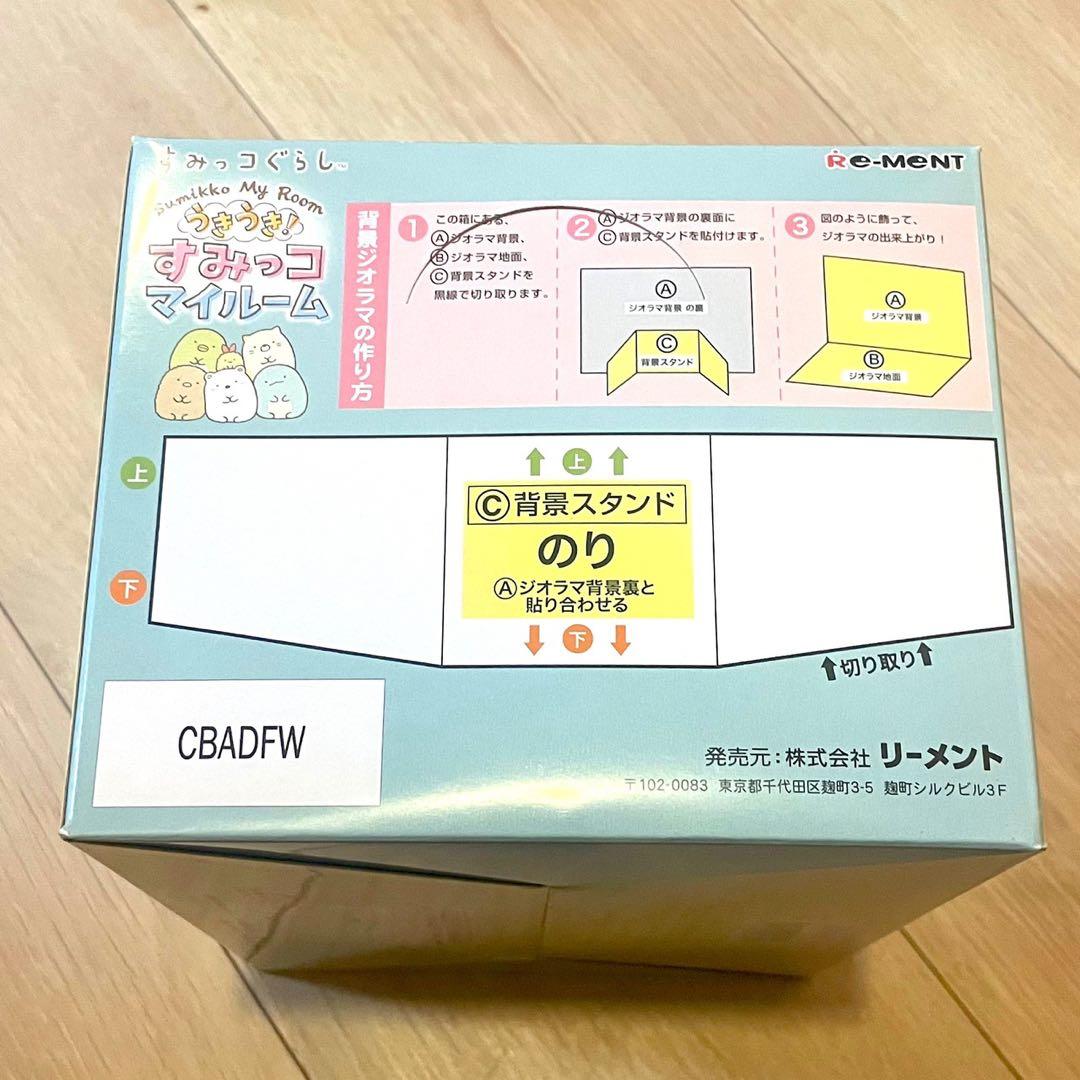 すみっコぐらし™
Re-MeNT
Sumikko My Room
うきうき！
すみっコ
マイルーム
背景ジオラマの作り方
1
この箱にある、
Ⓐジオラマ背景、
Ⓑジオラマ地面、
Ⓒ背景スタンドを
黒線で切り取ります。
2
Ⓐジオラマ背景の裏面に
Ⓒ背景スタンドを貼付けます。
Ⓐ
ジオラマ背景 の裏
Ⓒ
背景スタンド
3
図のように飾って、
ジオラマの出来上がり！
Ⓐ
ジオラマ背景
Ⓑ
ジオラマ地面
上
下
↑上↑
Ⓒ背景スタンド
のり
Ⓐジオラマ背景裏と
貼り合わせる
↓下↓
↑切り取り↑
CBADFW
発売元：株式会社 リーメント
〒102-0083 東京都千代田区麹町3-5 麹町シルクビル3F